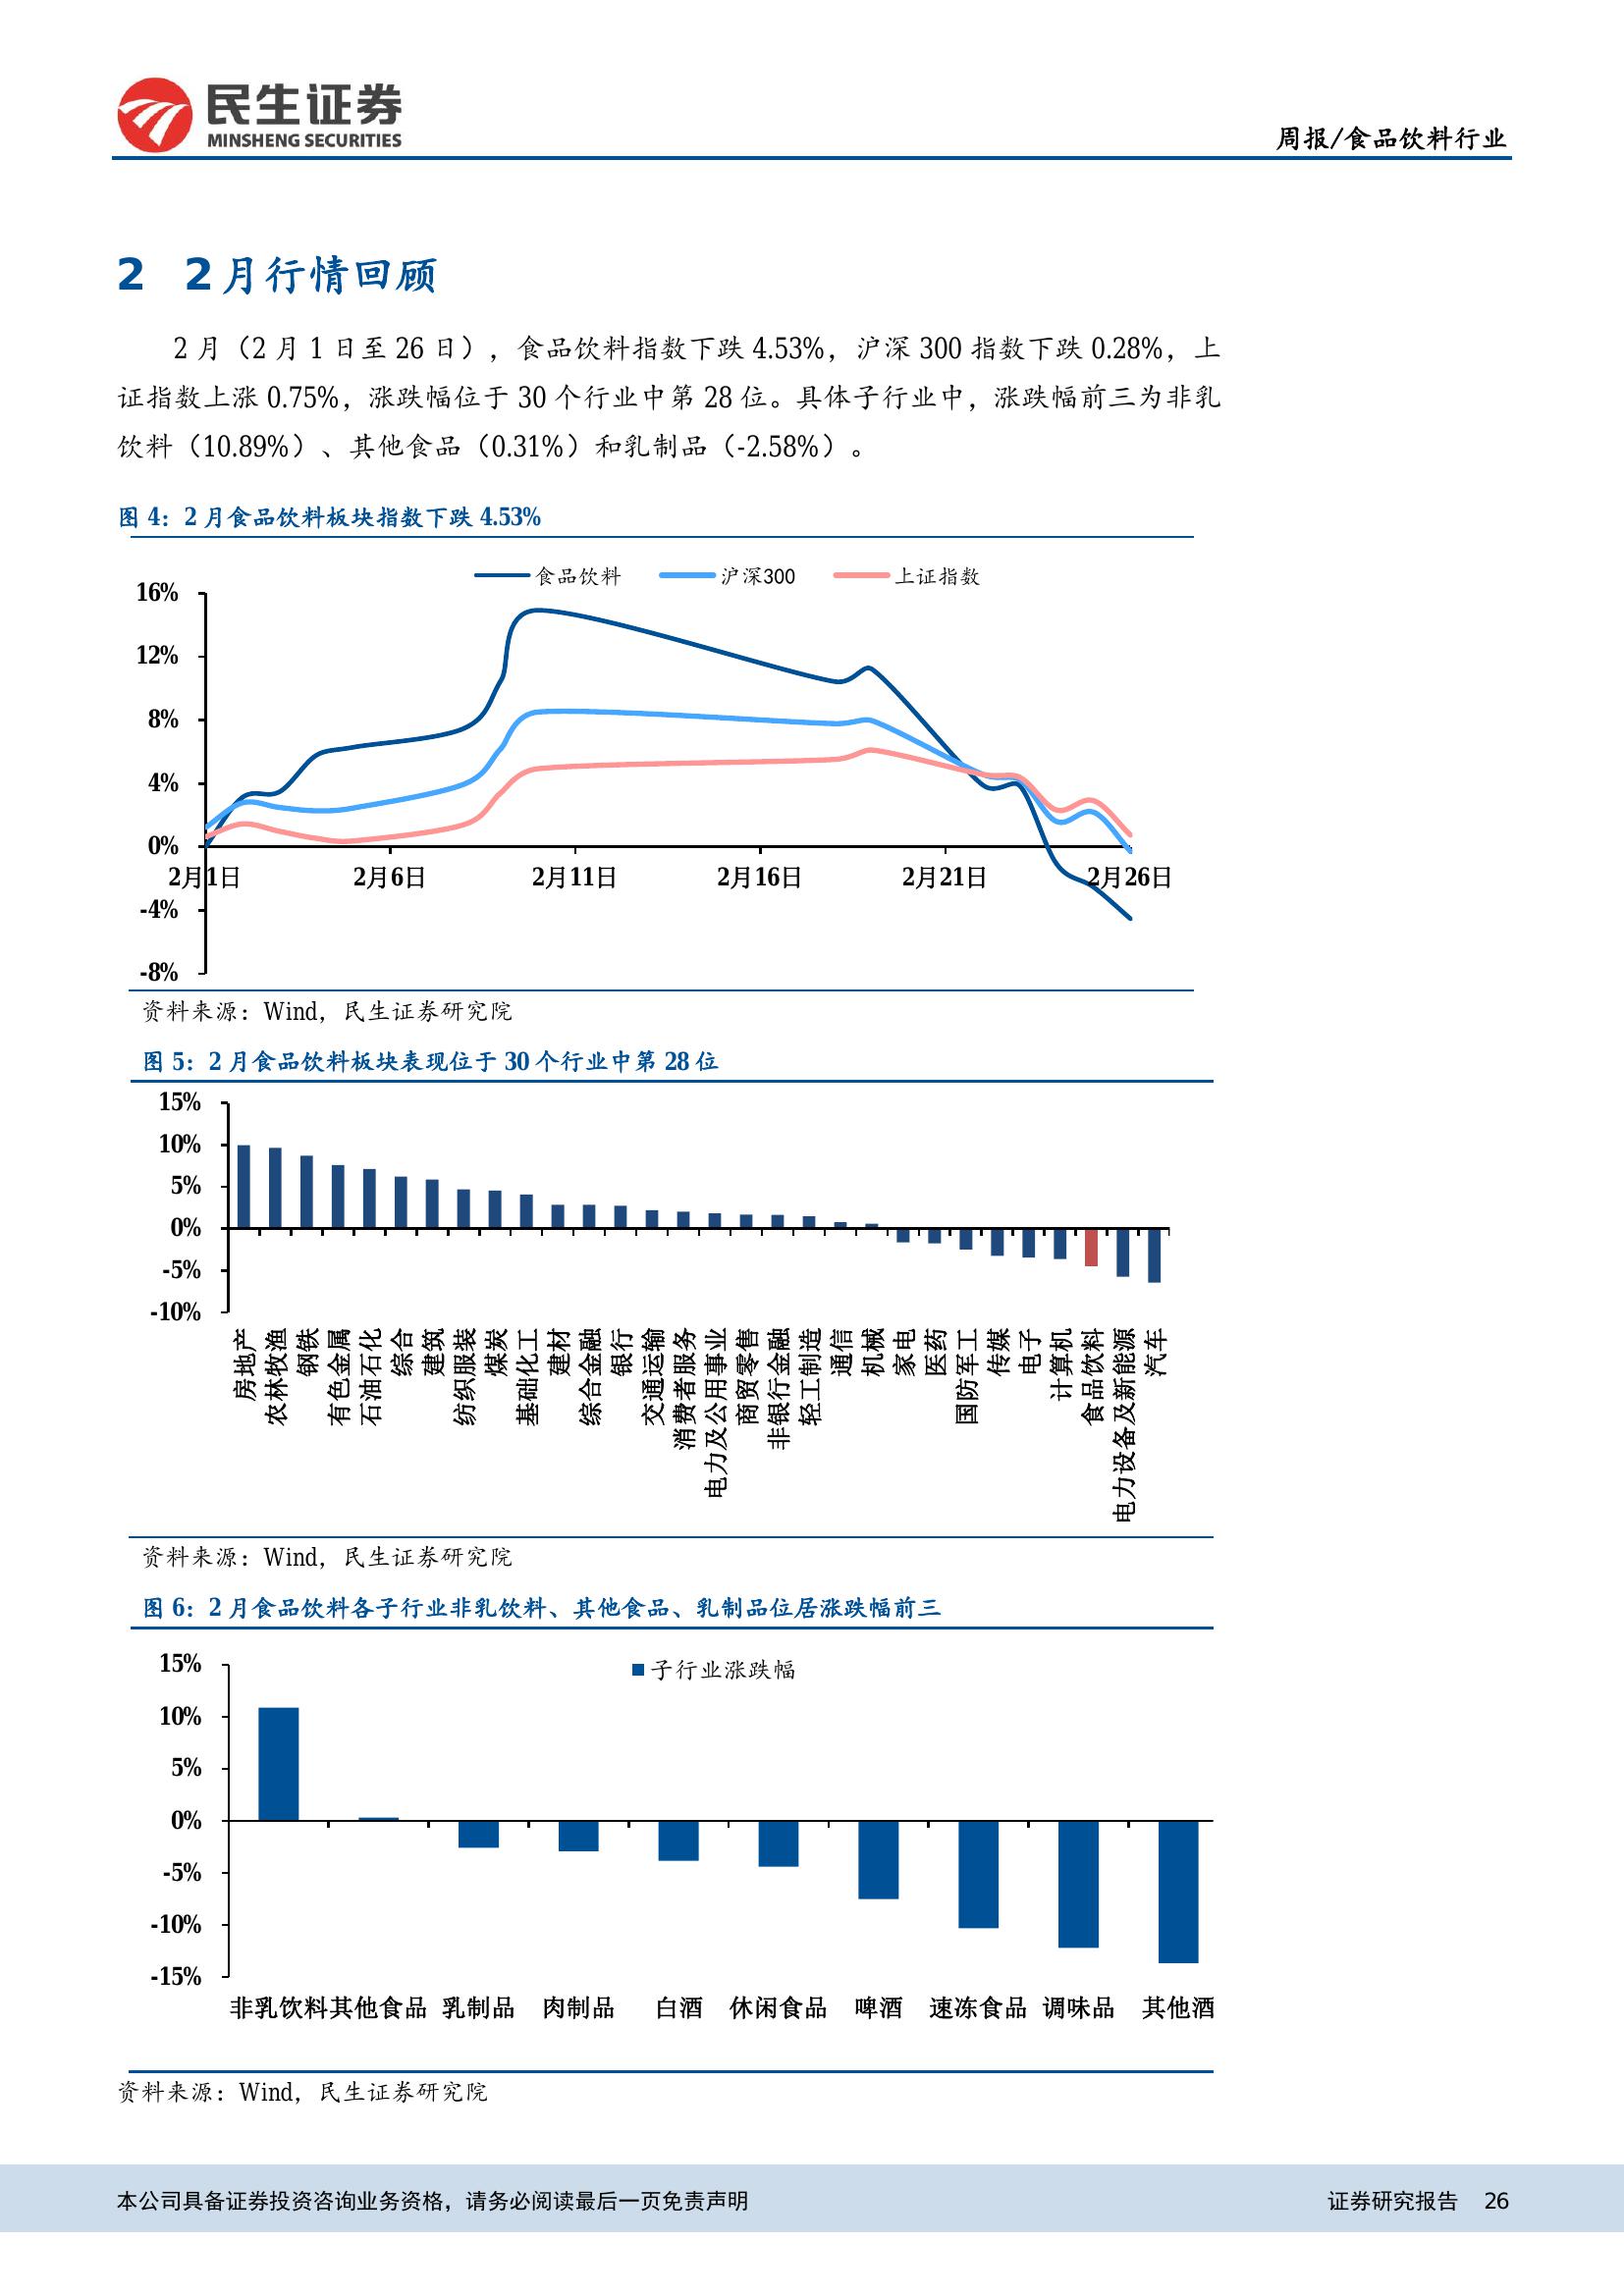 民生证券
MINSHENG SECURITIES
周报/食品饮料行业
2 2月行情回顾
2 月（2 月 1 日至 26 日），食品饮料指数下跌 4.53%，沪深 300 指数下跌 0.28%，上
证指数上涨 0.75%，涨跌幅位于 30 个行业中第 28 位。具体子行业中，涨跌幅前三为非乳
饮料（10.89%）、其他食品（0.31%）和乳制品（-2.58%）。
图 4：2 月食品饮料板块指数下跌 4.53%
食品饮料 沪深300 上证指数
16%
12%
8%
4%
0%
2月1日 2月6日 2月11日 2月16日 2月21日 2月26日
-4%
-8%
资料来源：Wind，民生证券研究院
图 5：2 月食品饮料板块表现位于 30 个行业中第 28 位
15%
10%
5%
0%
-5%
-10%
房地产
农林牧渔
钢铁
有色金属
石油石化
综合
建筑
纺织服装
煤炭
基础化工
建材
综合金融
银行
交通运输
消费者服务
电力及公用事业
商贸零售
非银行金融
轻工制造
通信
机械
家电
医药
国防军工
传媒
电子
计算机
食品饮料
电力设备及新能源
汽车
资料来源：Wind，民生证券研究院
图 6：2 月食品饮料各子行业非乳饮料、其他食品、乳制品位居涨跌幅前三
子行业涨跌幅
15%
10%
5%
0%
-5%
-10%
-15%
非乳饮料 其他食品 乳制品 肉制品 白酒 休闲食品 啤酒 速冻食品 调味品 其他酒
资料来源：Wind，民生证券研究院
本公司具备证券投资咨询业务资格，请务必阅读最后一页免责声明
证券研究报告 26